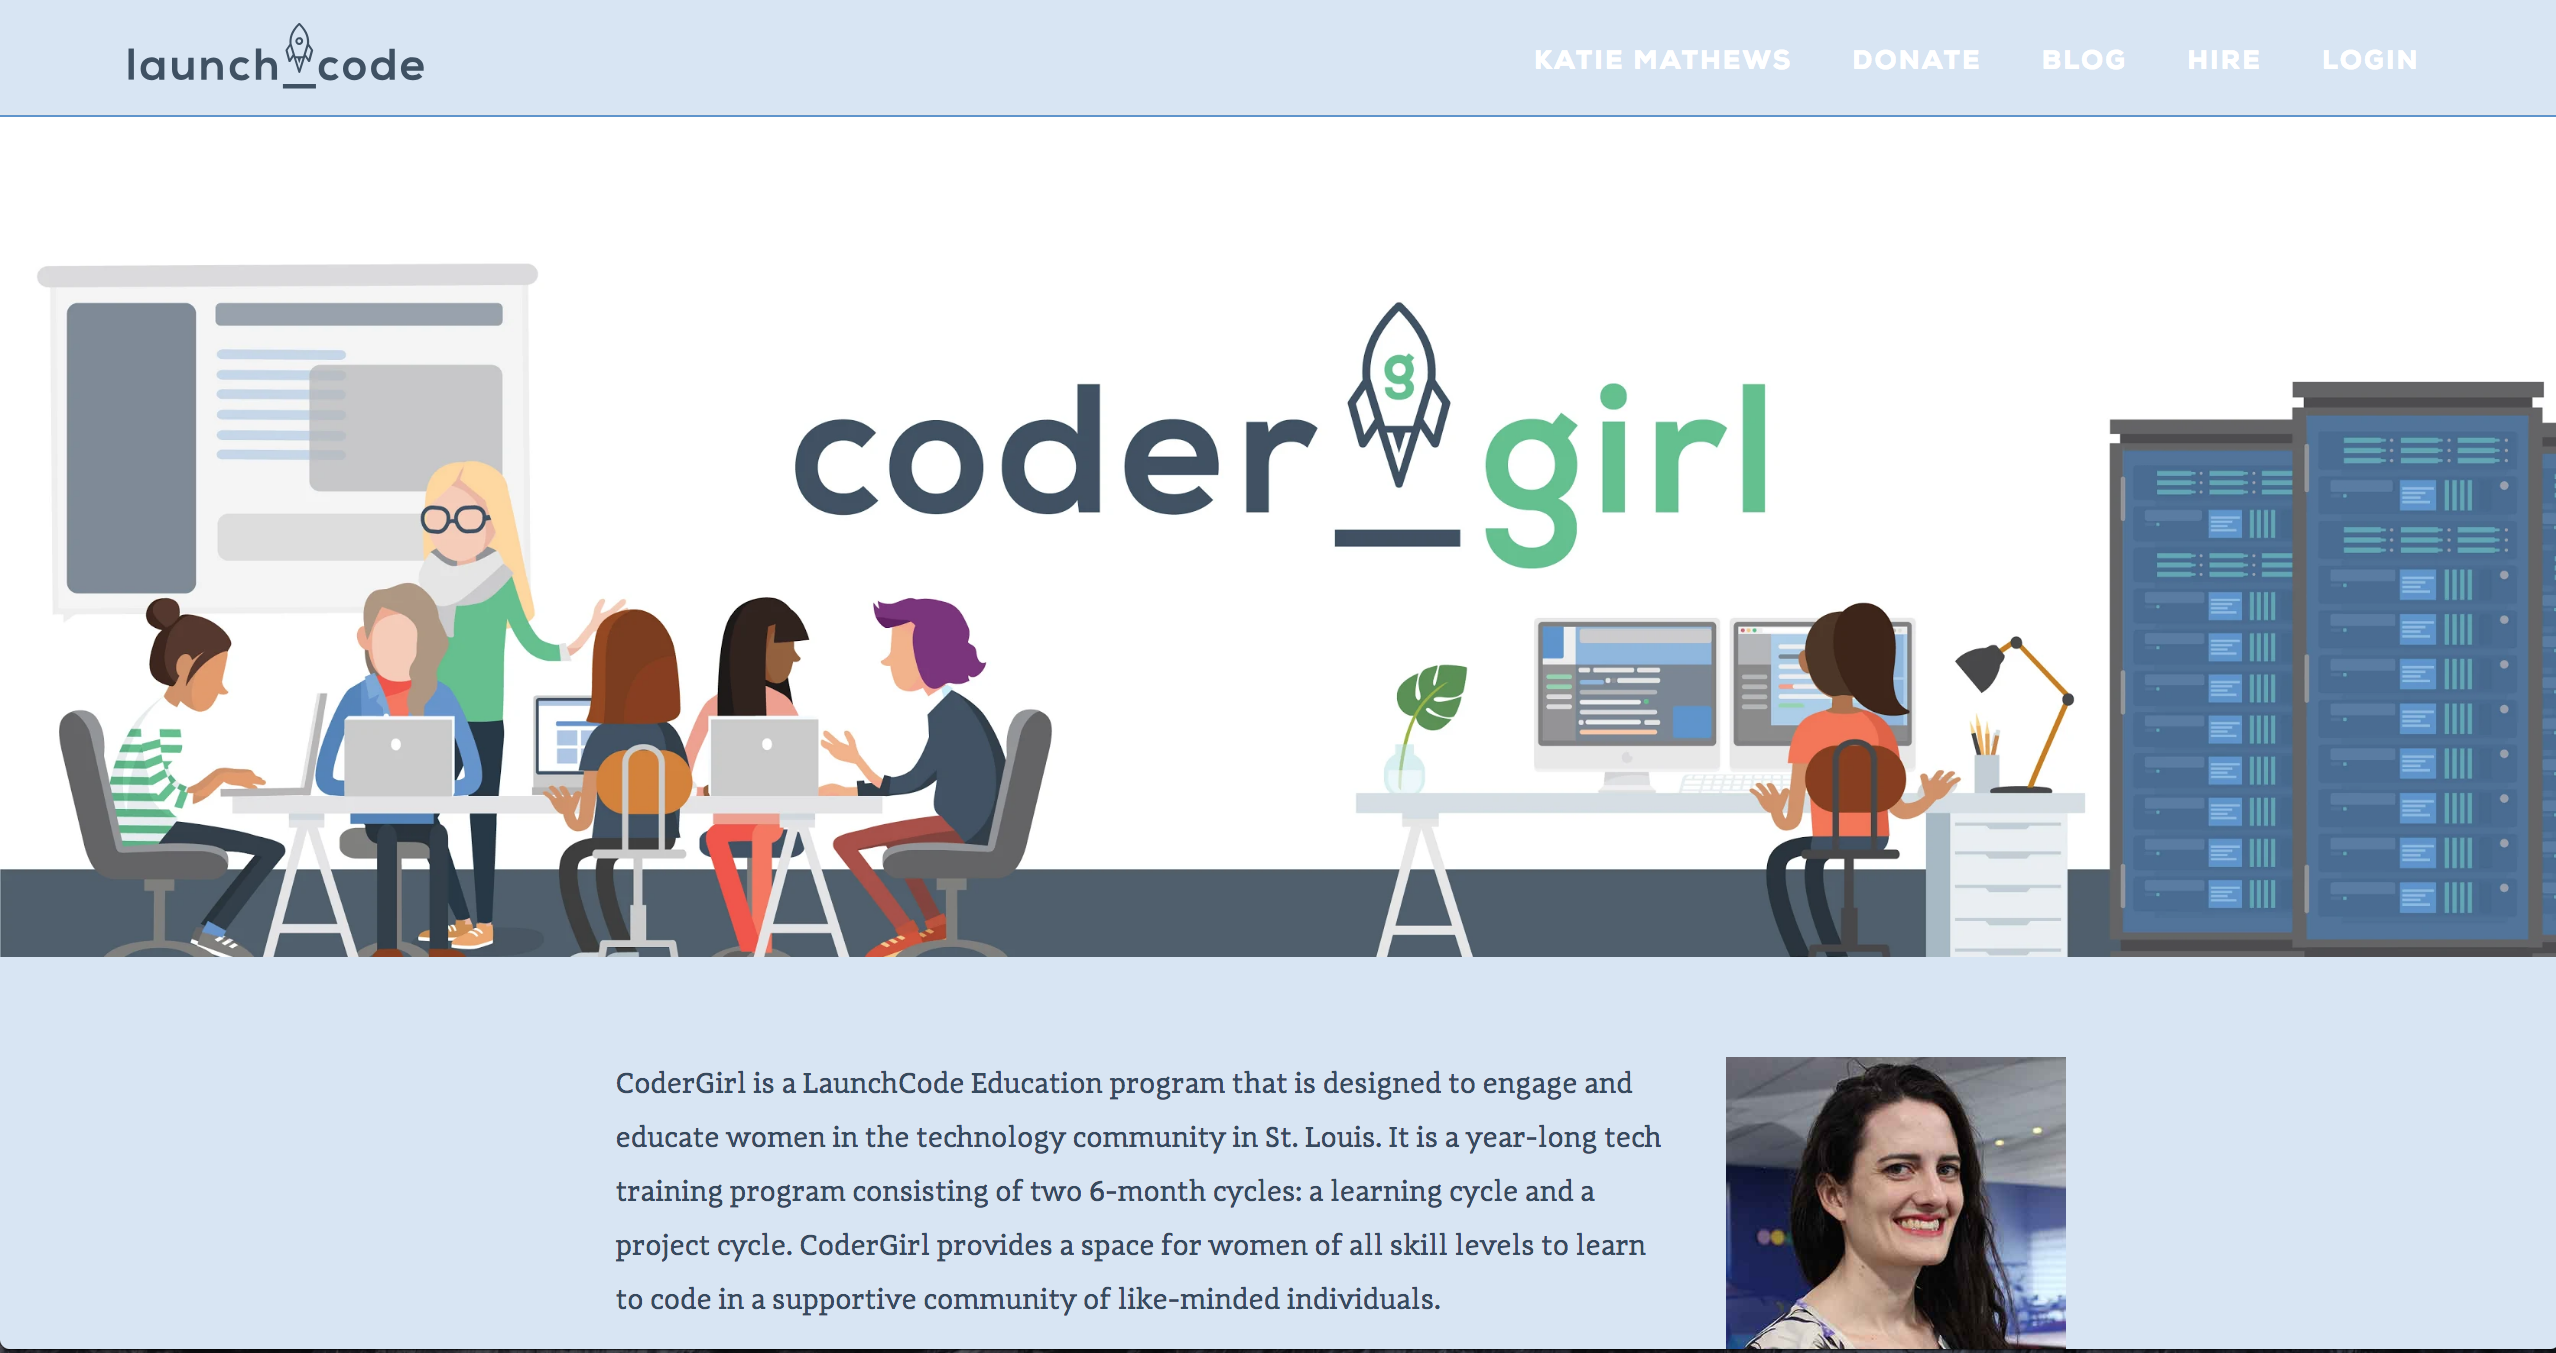 launch_code
KATIE MATHEWS DONATE BLOG HIRE LOGIN
g
coder_girl
CoderGirl is a LaunchCode Education program that is designed to engage and
educate women in the technology community in St. Louis. It is a year-long tech
training program consisting of two 6-month cycles: a learning cycle and a
project cycle. CoderGirl provides a space for women of all skill levels to learn
to code in a supportive community of like-minded individuals.